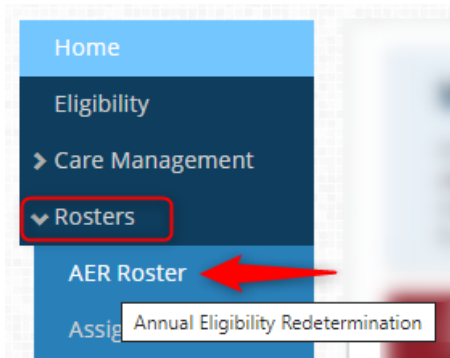 Home
Eligibility
Care Management
Rosters
AER Roster
Annual Eligibility Redetermination